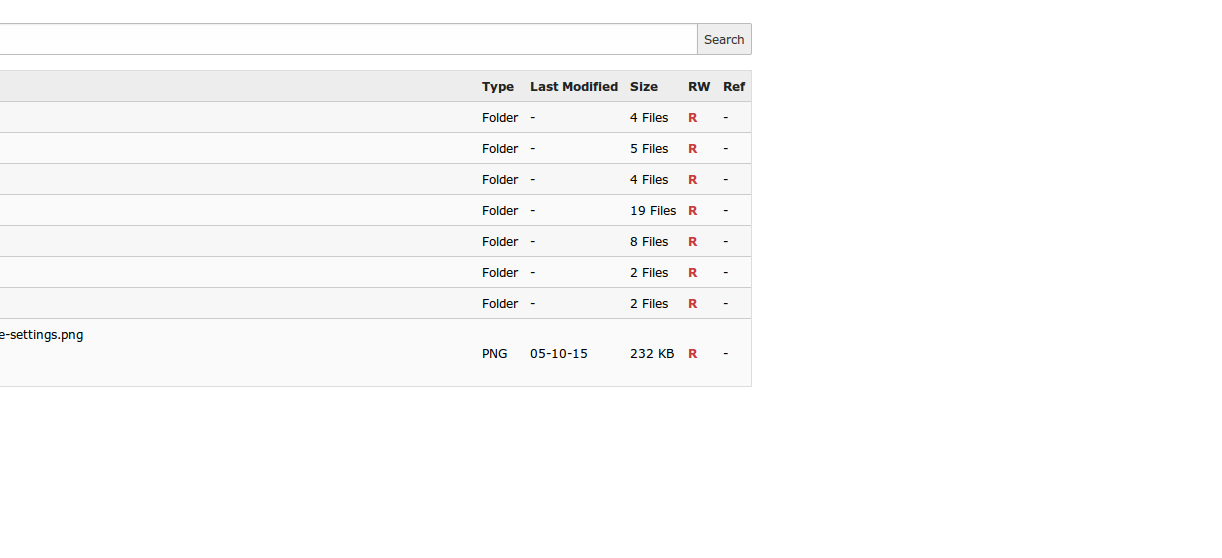 Search
Type Last Modified Size RW Ref
Folder - 4 Files R -
Folder - 5 Files R -
Folder - 4 Files R -
Folder - 19 Files R -
Folder - 8 Files R -
Folder - 2 Files R -
Folder - 2 Files R -
e-settings.png
PNG 05-10-15 232 KB R -